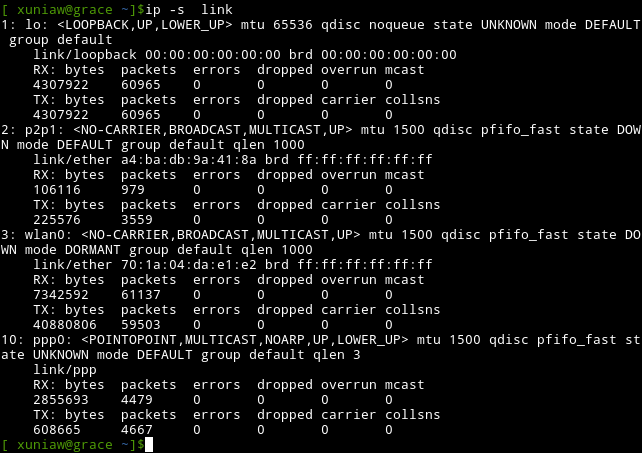 [ xuniaw@grace ~]$ip -s  link
1: lo: <LOOPBACK,UP,LOWER_UP> mtu 65536 qdisc noqueue state UNKNOWN mode DEFAULT
 group default
    link/loopback 00:00:00:00:00:00 brd 00:00:00:00:00:00
    RX: bytes  packets  errors  dropped overrun mcast
    4307922    60965    0       0       0       0
    TX: bytes  packets  errors  dropped carrier collsns
    4307922    60965    0       0       0       0
2: p2p1: <NO-CARRIER,BROADCAST,MULTICAST,UP> mtu 1500 qdisc pfifo_fast state DOW
N mode DEFAULT group default qlen 1000
    link/ether a4:ba:db:9a:41:8a brd ff:ff:ff:ff:ff:ff
    RX: bytes  packets  errors  dropped overrun mcast
    106116     979      0       0       0       0
    TX: bytes  packets  errors  dropped carrier collsns
    225576     3559     0       0       0       0
3: wlan0: <NO-CARRIER,BROADCAST,MULTICAST,UP> mtu 1500 qdisc pfifo_fast state DO
WN mode DORMANT group default qlen 1000
    link/ether 70:1a:04:da:e1:e2 brd ff:ff:ff:ff:ff:ff
    RX: bytes  packets  errors  dropped overrun mcast
    7342592    61137    0       0       0       0
    TX: bytes  packets  errors  dropped carrier collsns
    40880806   59503    0       0       0       0
10: ppp0: <POINTOPOINT,MULTICAST,NOARP,UP,LOWER_UP> mtu 1500 qdisc pfifo_fast st
ate UNKNOWN mode DEFAULT group default qlen 3
    link/ppp
    RX: bytes  packets  errors  dropped overrun mcast
    2855693    4479     0       0       0       0
    TX: bytes  packets  errors  dropped carrier collsns
    608665     4667     0       0       0       0
[ xuniaw@grace ~]$